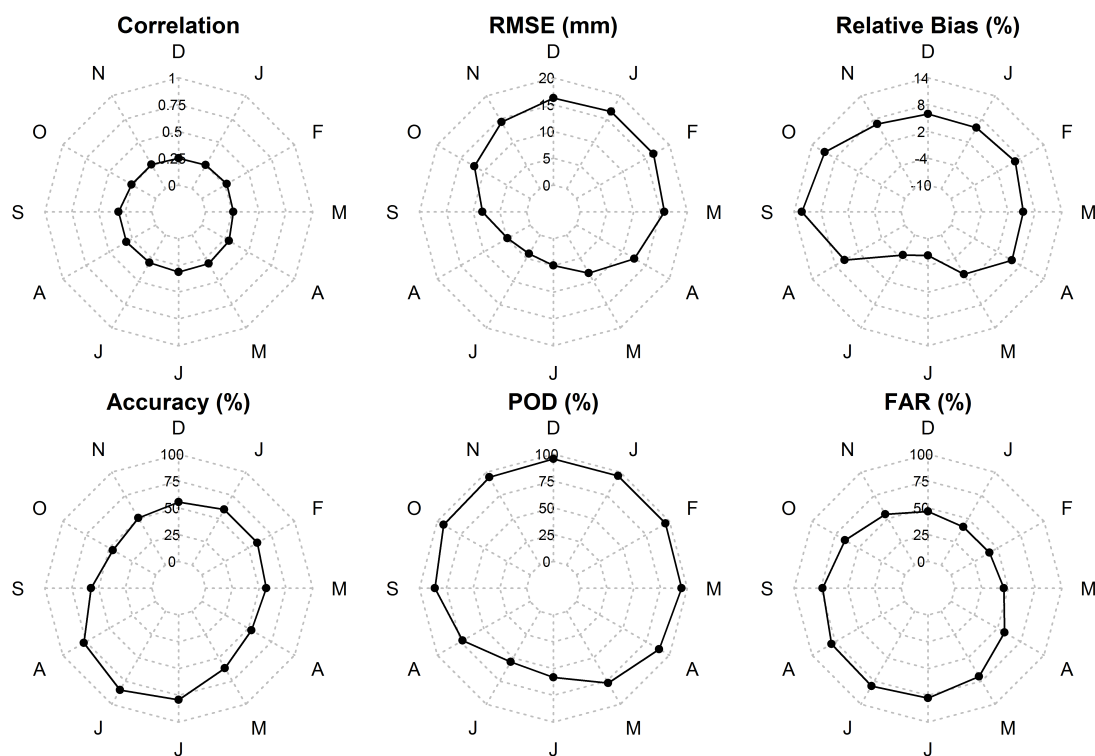 Correlation
D
N
J
1
0.75
0.5
0.25
0
O
F
S
M
A
A
J
M
J
RMSE (mm)
D
N
J
20
15
10
5
0
O
F
S
M
A
A
J
M
J
Relative Bias (%)
D
N
J
14
8
2
-4
-10
O
F
S
M
A
A
J
M
J
Accuracy (%)
D
N
J
100
75
50
25
0
O
F
S
M
A
A
J
M
J
POD (%)
D
N
J
100
75
50
25
0
O
F
S
M
A
A
J
M
J
FAR (%)
D
N
J
100
75
50
25
0
O
F
S
M
A
A
J
M
J